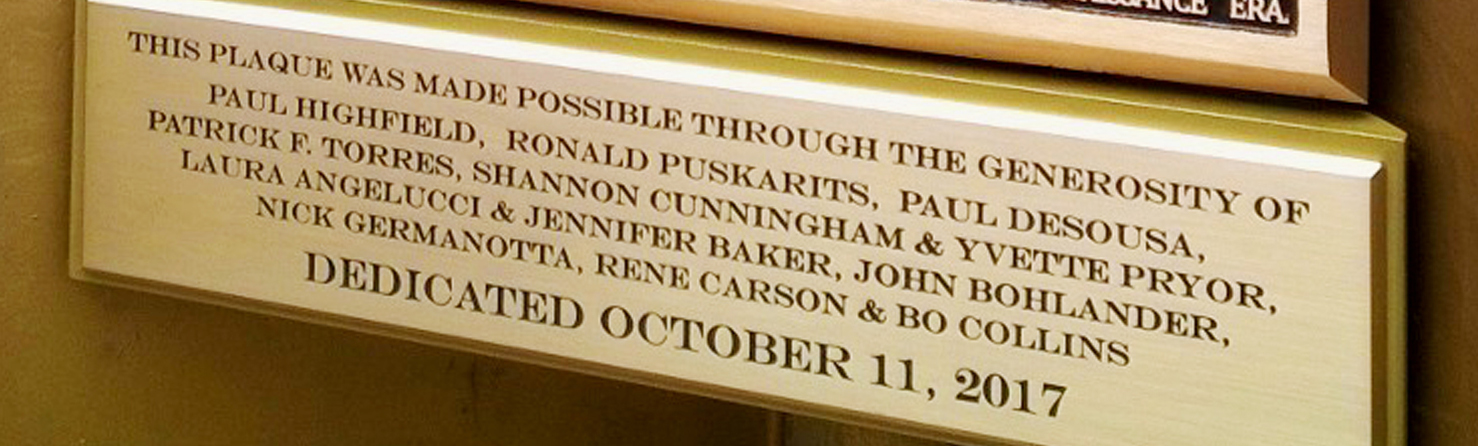 ERA.
THIS PLAQUE WAS MADE POSSIBLE THROUGH THE GENEROSITY OF
PAUL HIGHFIELD, RONALD PUSKARITS, PAUL DESOUSA,
PATRICK F. TORRES, SHANNON CUNNINGHAM & YVETTE PRYOR,
LAURA ANGELUCCI & JENNIFER BAKER, JOHN BOHLANDER,
NICK GERMANOTTA, RENE CARSON & BO COLLINS
DEDICATED OCTOBER 11, 2017